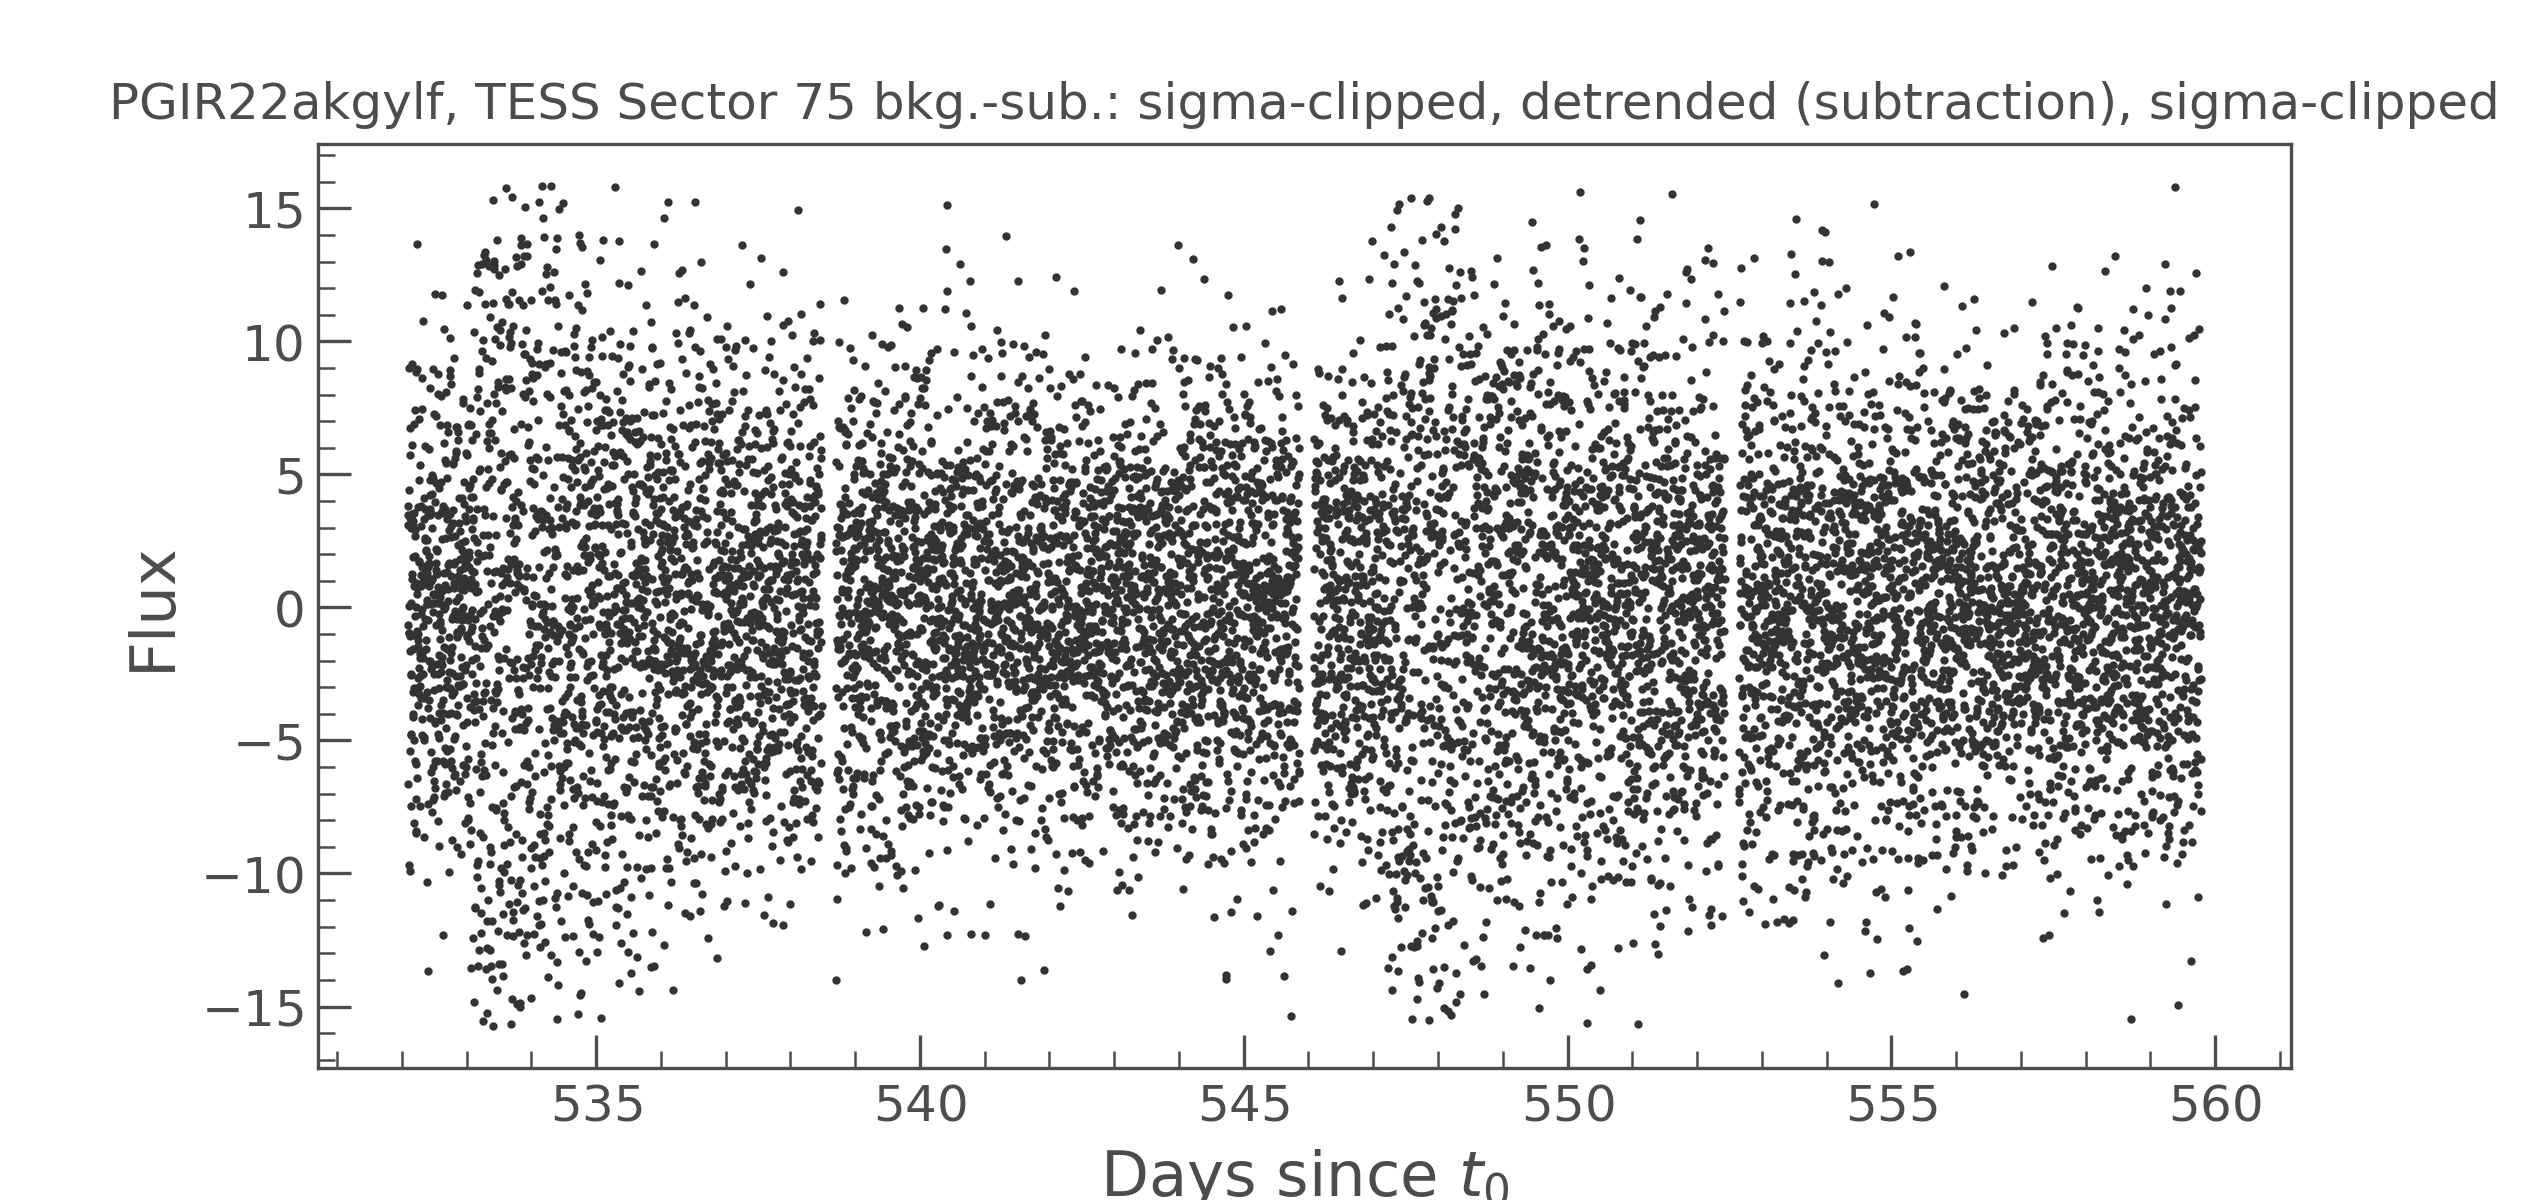 PGIR22akgylf, TESS Sector 75 bkg.-sub.: sigma-clipped, detrended (subtraction), sigma-clipped
15
10
5
0
−5
−10
−15
Flux
535 540 545 550 555 560
Days since t₀